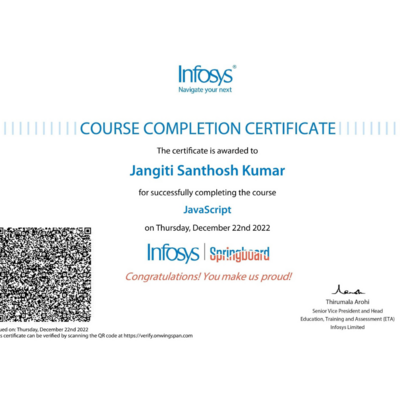 Infosys®
Navigate your next
COURSE COMPLETION CERTIFICATE
The certificate is awarded to
Jangiti Santhosh Kumar
for successfully completing the course
JavaScript
on Thursday, December 22nd 2022
Infosys | Springboard
Congratulations! You make us proud!
Thirumala Arohi
Senior Vice President and Head
Education, Training and Assessment (ETA)
Infosys Limited
ued on: Thursday, December 22nd 2022
s certificate can be verified by scanning the QR code at https://verify.onwingspan.com